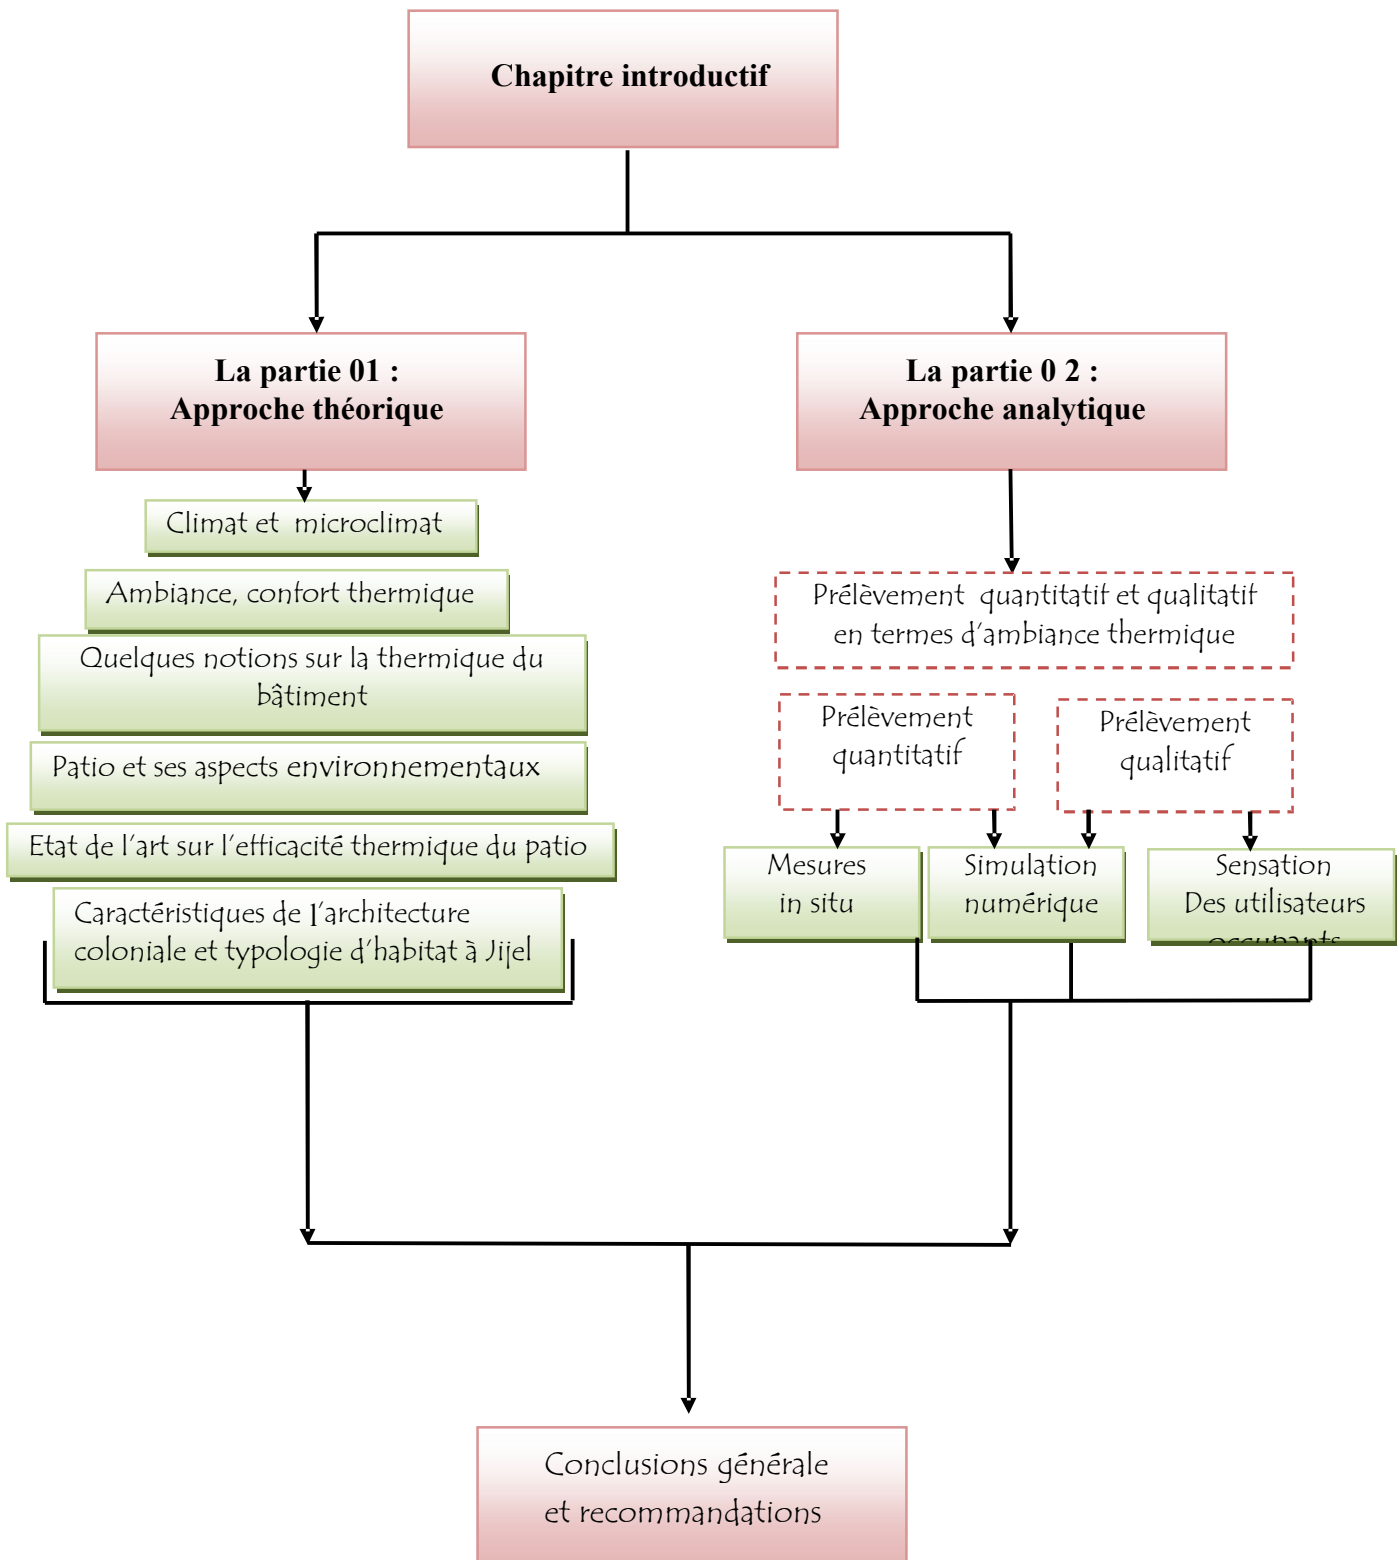 Chapitre introductif
La partie 01 :
Approche théorique
Climat et microclimat
Ambiance, confort thermique
Quelques notions sur la thermique du
bâtiment
Patio et ses aspects environnementaux
Etat de l'art sur l'efficacité thermique du patio
Caractéristiques de l'architecture
coloniale et typologie d'habitat à Jijel
La partie 0 2 :
Approche analytique
Prélèvement quantitatif et qualitatif
en termes d'ambiance thermique
Prélèvement
quantitatif
Prélèvement
qualitatif
Mesures
in situ
Simulation
numérique
Sensation
Des utilisateurs
occupants
Conclusions générale
et recommandations